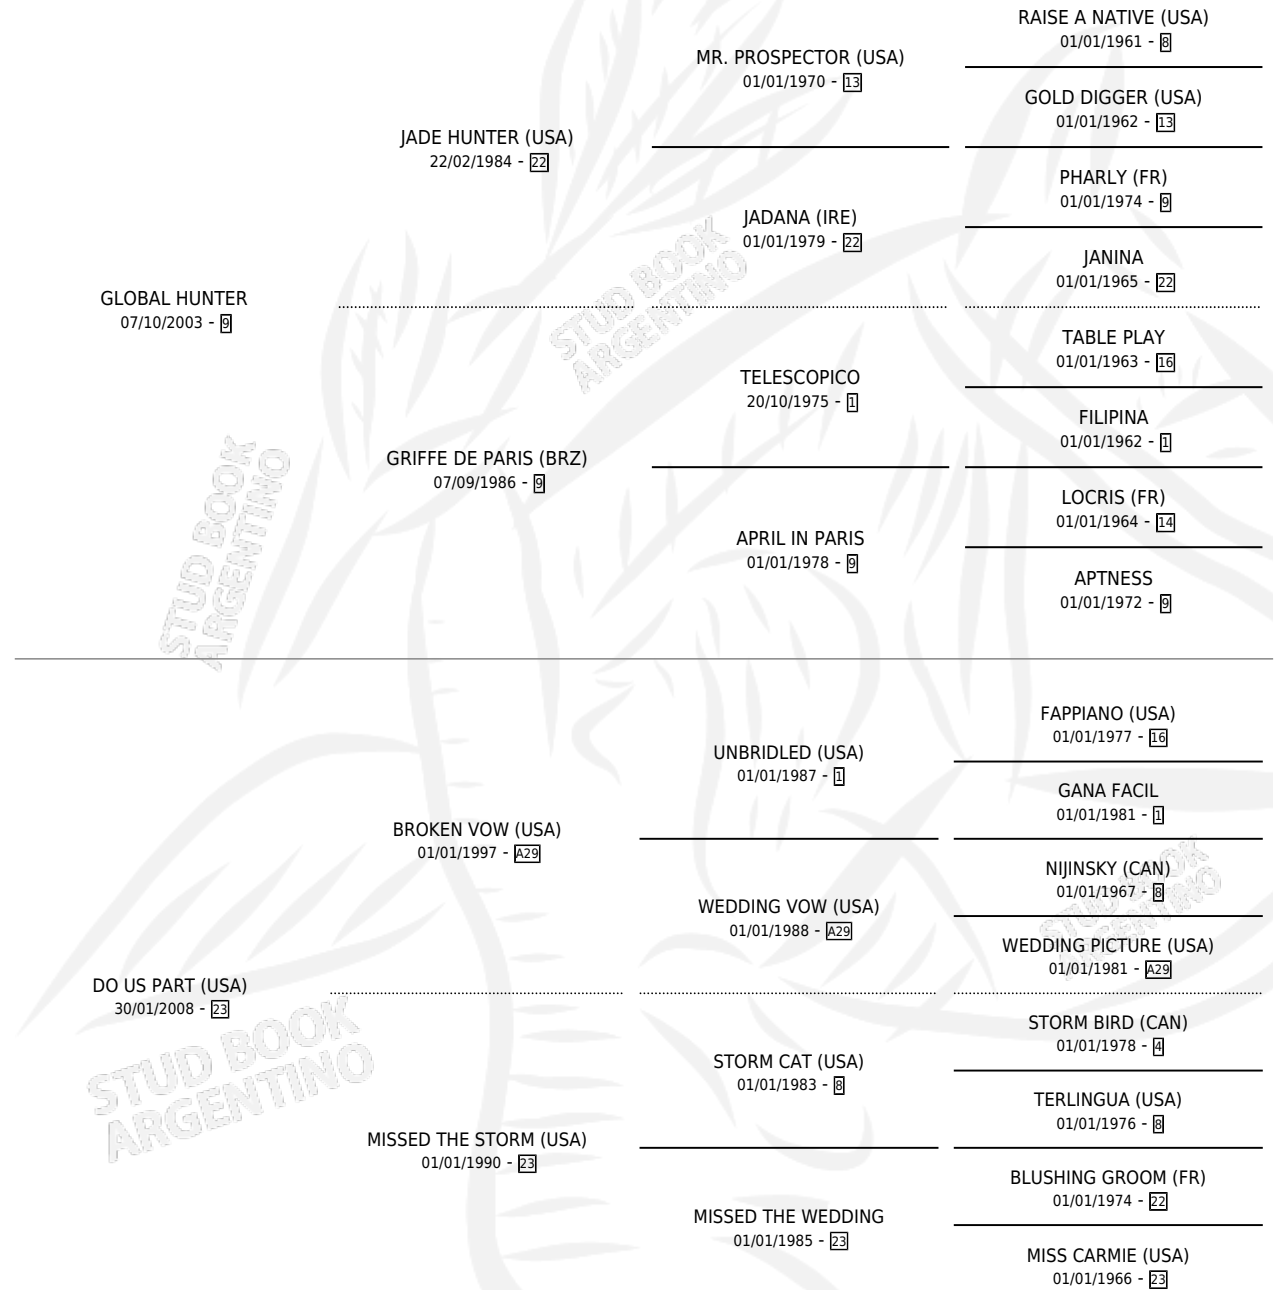 RAISE A NATIVE (USA)
01/01/1961 - 8
MR. PROSPECTOR (USA)
01/01/1970 - 13
GOLD DIGGER (USA)
01/01/1962 - 13
JADE HUNTER (USA)
22/02/1984 - 22
PHARLY (FR)
01/01/1974 - 9
JADANA (IRE)
01/01/1979 - 22
JANINA
01/01/1965 - 22
GLOBAL HUNTER
07/10/2003 - 9
TABLE PLAY
01/01/1963 - 16
TELESCOPICO
20/10/1975 - 1
FILIPINA
01/01/1962 - 1
GRIFFE DE PARIS (BRZ)
07/09/1986 - 9
LOCRIS (FR)
01/01/1964 - 14
APRIL IN PARIS
01/01/1978 - 9
APTNESS
01/01/1972 - 9
FAPPIANO (USA)
01/01/1977 - 16
UNBRIDLED (USA)
01/01/1987 - 1
GANA FACIL
01/01/1981 - 1
BROKEN VOW (USA)
01/01/1997 - A29
NIJINSKY (CAN)
01/01/1967 - 8
WEDDING VOW (USA)
01/01/1988 - A29
WEDDING PICTURE (USA)
01/01/1981 - A29
DO US PART (USA)
30/01/2008 - 23
STORM BIRD (CAN)
01/01/1978 - 4
STORM CAT (USA)
01/01/1983 - 8
TERLINGUA (USA)
01/01/1976 - 8
MISSED THE STORM (USA)
01/01/1990 - 23
BLUSHING GROOM (FR)
01/01/1974 - 22
MISSED THE WEDDING
01/01/1985 - 23
MISS CARMIE (USA)
01/01/1966 - 23
STUD BOOK
ARGENTINO
STUD BOOK
ARGENTINO
STUD BOOK
ARGENTINO
STUD BOOK
ARGENTINO